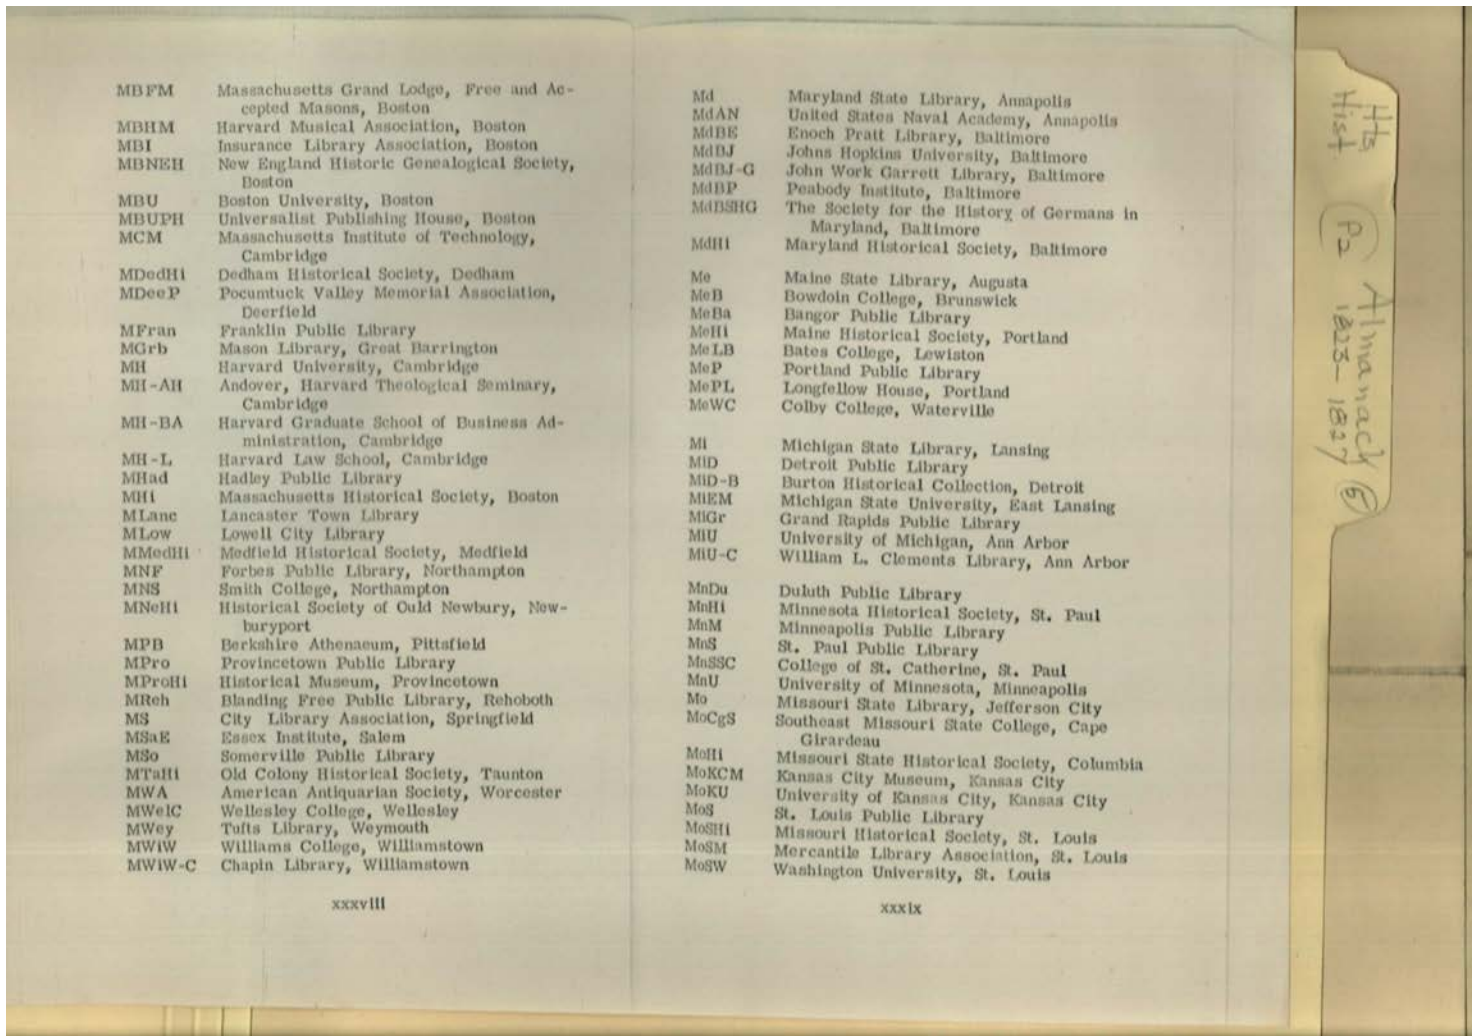 MBFM Massachusetts Grand Lodge, Free and Ac-
cepted Masons, Boston
MBHM Harvard Musical Association, Boston
MBI Insurance Library Association, Boston
MBNEH New England Historic Genealogical Society,
Boston
MBU Boston University, Boston
MBUPH Universalist Publishing House, Boston
MCM Massachusetts Institute of Technology,
Cambridge
MDedHi Dedham Historical Society, Dedham
MDeeP Pocumtuck Valley Memorial Association,
Deerfield
MFran Franklin Public Library
MGrb Mason Library, Great Barrington
MH Harvard University, Cambridge
MH-AH Andover, Harvard Theological Seminary,
Cambridge
MH-BA Harvard Graduate School of Business Ad-
ministration, Cambridge
MH-L Harvard Law School, Cambridge
MHad Hadley Public Library
MHi Massachusetts Historical Society, Boston
MLanc Lancaster Town Library
MLow Lowell City Library
MMedHi Medfield Historical Society, Medfield
MNF Forbes Public Library, Northampton
MNS Smith College, Northampton
MNeHi Historical Society of Ould Newbury, New-
buryport
MPB Berkshire Athenaeum, Pittsfield
MPro Provincetown Public Library
MProHi Historical Museum, Provincetown
MReh Blanding Free Public Library, Rehoboth
MS City Library Association, Springfield
MSaE Essex Institute, Salem
MSo Somerville Public Library
MTaHi Old Colony Historical Society, Taunton
MWA American Antiquarian Society, Worcester
MWelC Wellesley College, Wellesley
MWey Tufts Library, Weymouth
MWiW Williams College, Williamstown
MWiW-C Chapin Library, Williamstown
xxxviii
Md Maryland State Library, Annapolis
MdAN United States Naval Academy, Annapolis
MdBE Enoch Pratt Library, Baltimore
MdBJ Johns Hopkins University, Baltimore
MdBJ-G John Work Garrett Library, Baltimore
MdBP Peabody Institute, Baltimore
MdBSHG The Society for the History of Germans in
Maryland, Baltimore
MdHi Maryland Historical Society, Baltimore
Me Maine State Library, Augusta
MeB Bowdoin College, Brunswick
MeBa Bangor Public Library
MeHi Maine Historical Society, Portland
MeLB Bates College, Lewiston
MeP Portland Public Library
MePL Longfellow House, Portland
MeWC Colby College, Waterville
Mi Michigan State Library, Lansing
MiD Detroit Public Library
MiD-B Burton Historical Collection, Detroit
MiEM Michigan State University, East Lansing
MiGr Grand Rapids Public Library
MiU University of Michigan, Ann Arbor
MiU-C William L. Clements Library, Ann Arbor
MnDu Duluth Public Library
MnHi Minnesota Historical Society, St. Paul
MnM Minneapolis Public Library
MnS St. Paul Public Library
MnSSC College of St. Catherine, St. Paul
MnU University of Minnesota, Minneapolis
Mo Missouri State Library, Jefferson City
MoCgS Southeast Missouri State College, Cape
Girardeau
MoHi Missouri State Historical Society, Columbia
MoKCM Kansas City Museum, Kansas City
MoKU University of Kansas City, Kansas City
MoS St. Louis Public Library
MoSHi Missouri Historical Society, St. Louis
MoSM Mercantile Library Association, St. Louis
MoSW Washington University, St. Louis
xxxix
Hts
Hist P2 Almanack 5
1823-1827